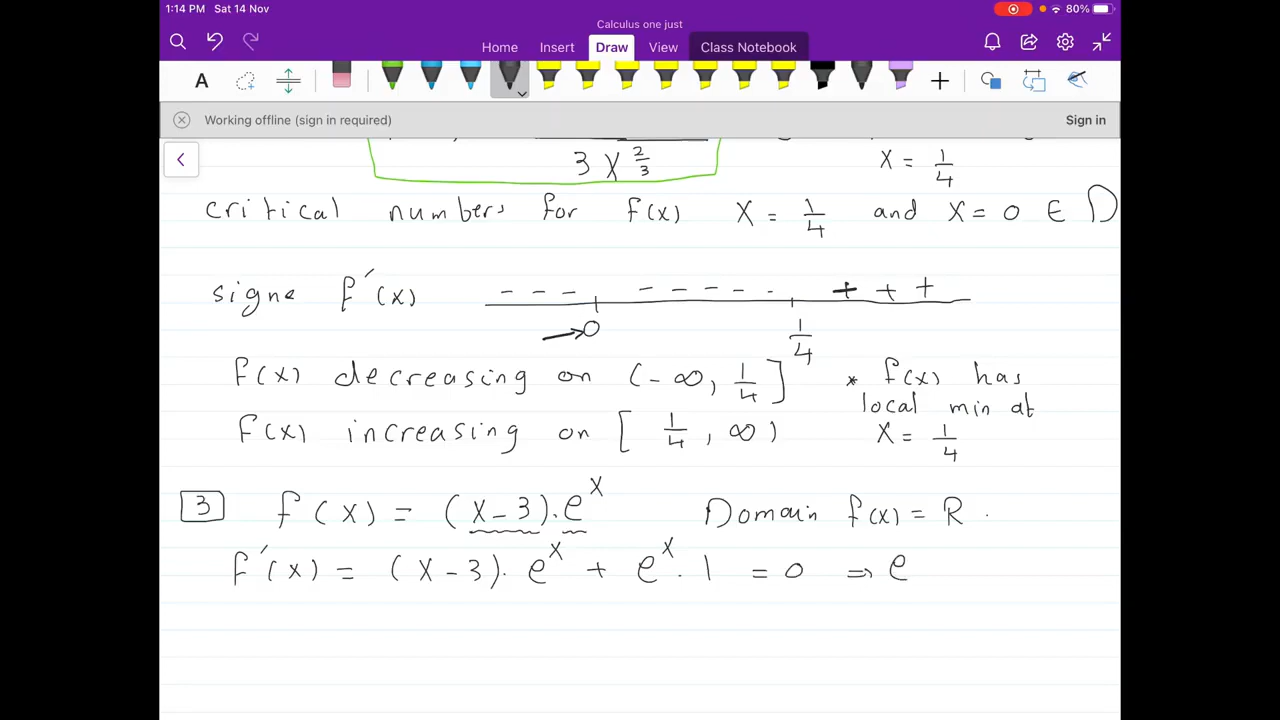 1:14 PM Sat 14 Nov
80%
Calculus one just
Home Insert Draw View Class Notebook
A
Working offline (sign in required)
Sign in
3 X^(2/3)
X = 1/4
critical numbers for f(x) X = 1/4 and X = 0 ∈ D
signe f'(x) - - - - - - - - + + +
0 1/4
f(x) decreasing on (-∞, 1/4]
* f(x) has
local min at
X = 1/4
f(x) increasing on [1/4, ∞)
3 f(x) = (x-3).e^x Domain f(x) = R
f'(x) = (x-3).e^x + e^x.1 = 0 ⇒ e